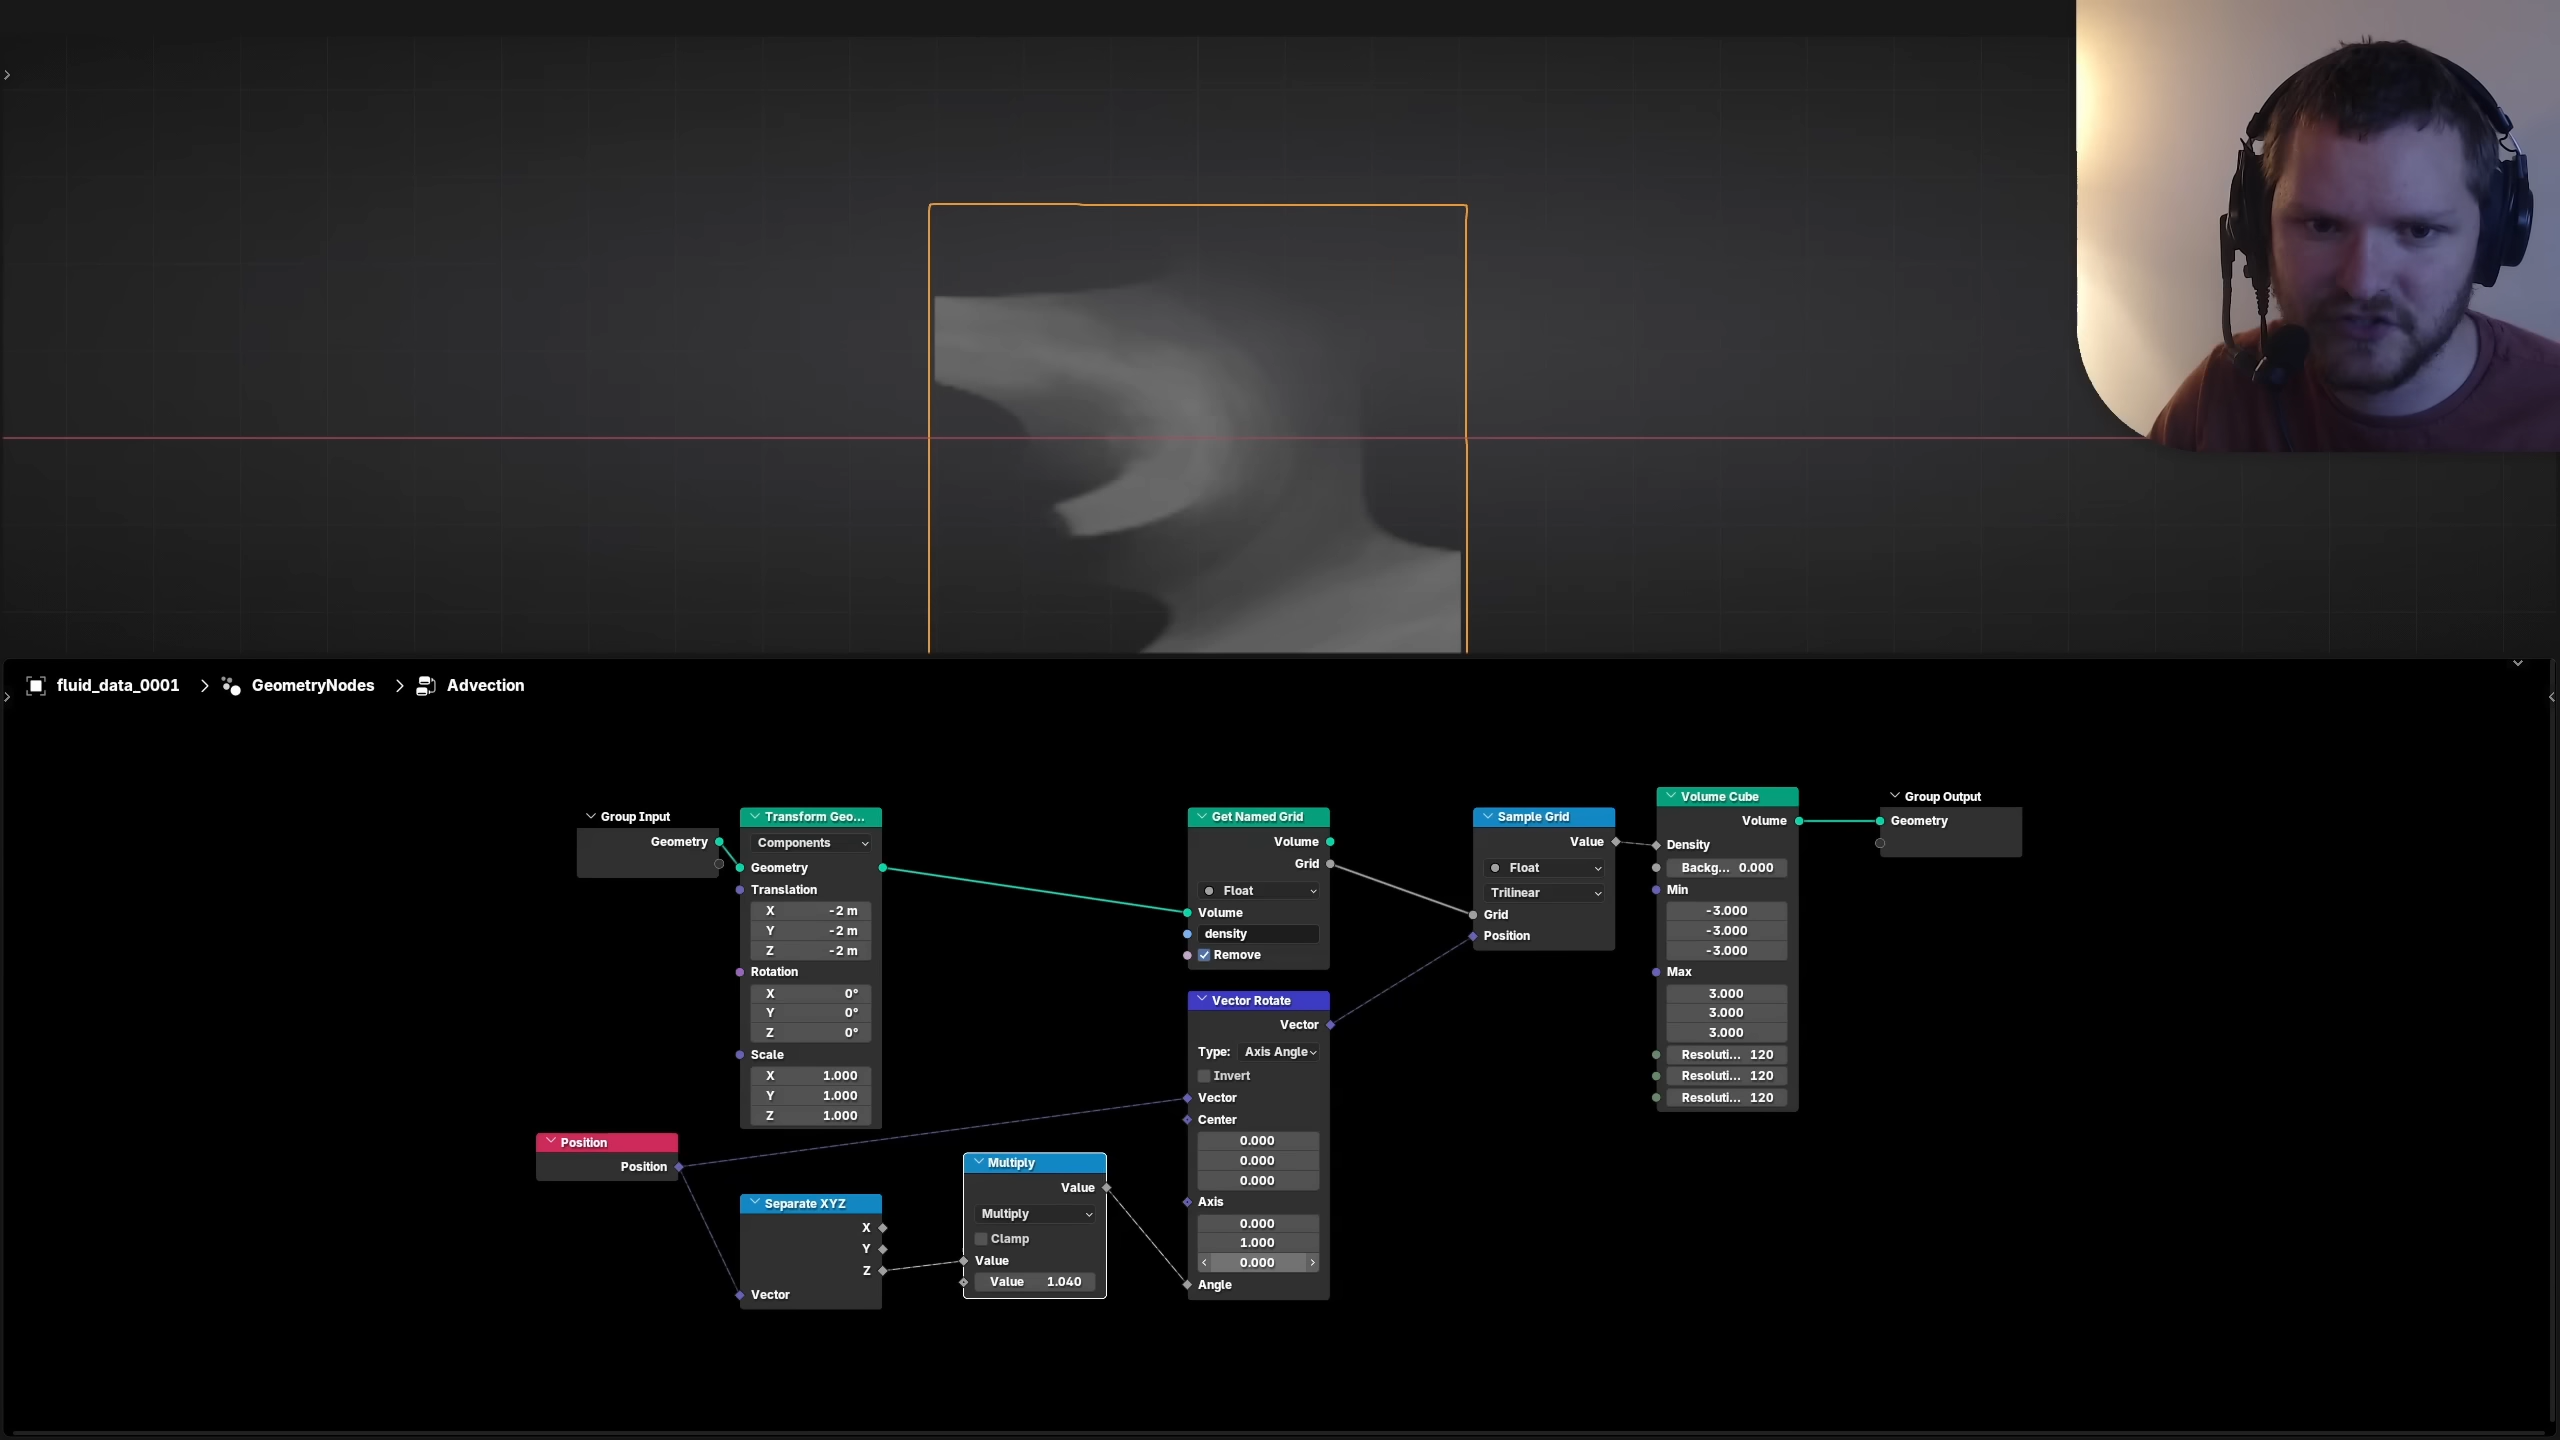 fluid_data_0001 GeometryNodes Advection
Group Input
Geometry
Transform Geo...
Components
Geometry
Translation
X -2 m
Y -2 m
Z -2 m
Rotation
X 0°
Y 0°
Z 0°
Scale
X 1.000
Y 1.000
Z 1.000
Position
Position
Separate XYZ
X
Y
Z
Vector
Multiply
Value
Multiply
Clamp
Value
Value 1.040
Get Named Grid
Volume
Grid
Float
Volume
density
Remove
Vector Rotate
Vector
Type: Axis Angle
Invert
Vector
Center
0.000
0.000
0.000
Axis
0.000
1.000
0.000
Angle
Sample Grid
Value
Float
Trilinear
Grid
Position
Volume Cube
Volume
Density
Backg... 0.000
Min
-3.000
-3.000
-3.000
Max
3.000
3.000
3.000
Resoluti... 120
Resoluti... 120
Resoluti... 120
Group Output
Geometry